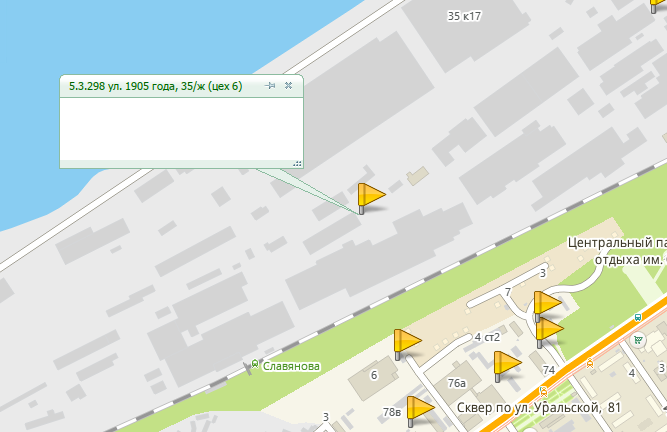 35 к17
5.3.298 ул. 1905 года, 35/ж (цех 6)
Центральный па
отдыха им.
3
7
4 ст2
Славянова
6
76а
74
4
3
78в
Сквер по ул. Уральской, 81